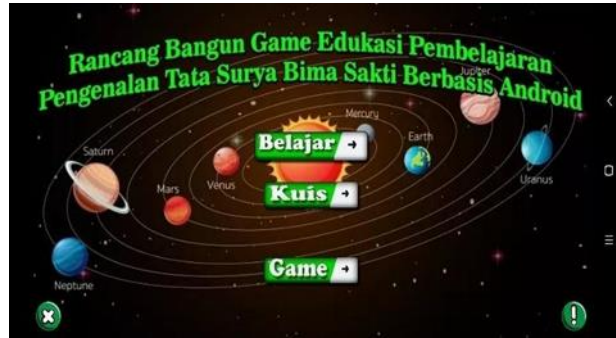 Rancang Bangun Game Edukasi Pembelajaran
Pengenalan Tata Surya Bima Sakti Berbasis Android
Jupiter
Mercury
Saturn
Belajar
Earth
Mars
Venus
Uranus
Kuis
Game
Neptune